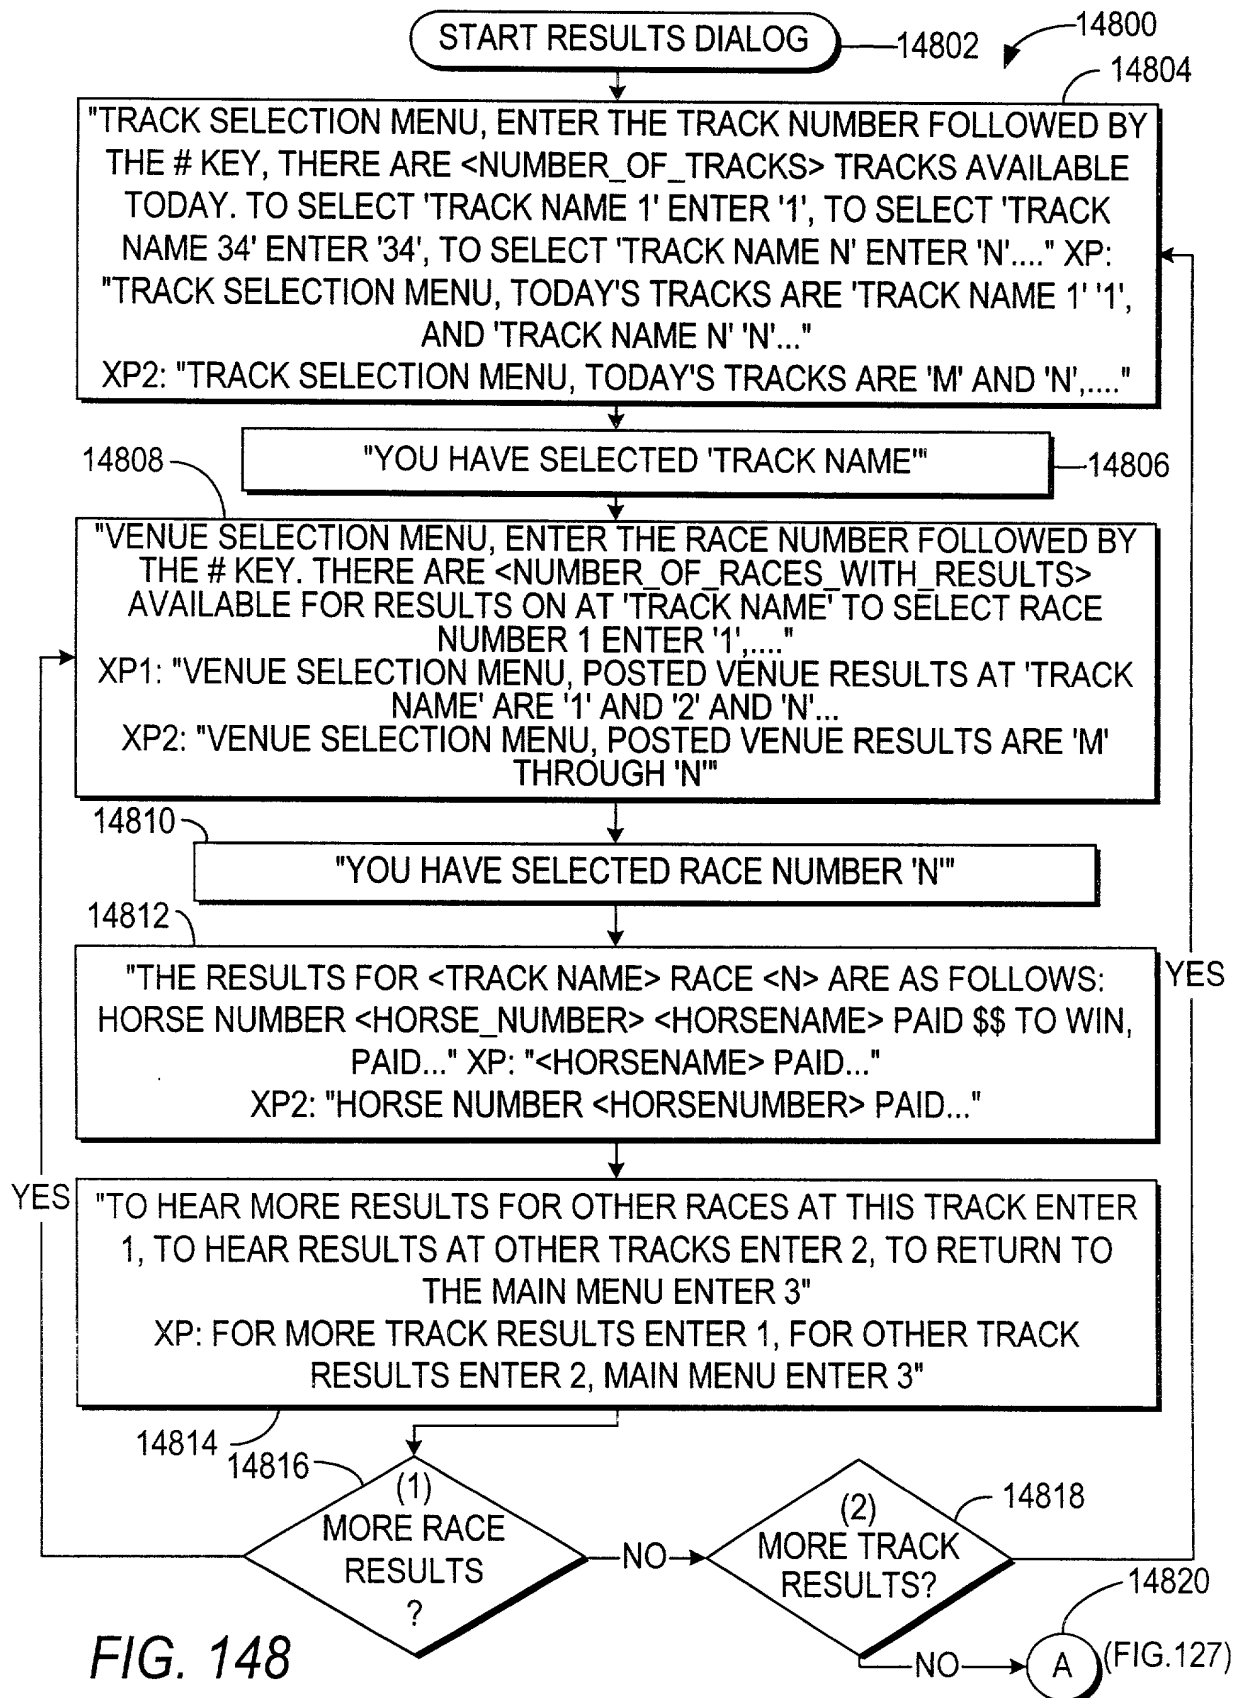 START RESULTS DIALOG
14802
14800
14804
"TRACK SELECTION MENU, ENTER THE TRACK NUMBER FOLLOWED BY
THE # KEY, THERE ARE <NUMBER_OF_TRACKS> TRACKS AVAILABLE
TODAY. TO SELECT 'TRACK NAME 1' ENTER '1', TO SELECT 'TRACK
NAME 34' ENTER '34', TO SELECT 'TRACK NAME N' ENTER 'N'...." XP:
"TRACK SELECTION MENU, TODAY'S TRACKS ARE 'TRACK NAME 1' '1',
AND 'TRACK NAME N' 'N'..."
XP2: "TRACK SELECTION MENU, TODAY'S TRACKS ARE 'M' AND 'N',...."
14808
"YOU HAVE SELECTED 'TRACK NAME'"
14806
"VENUE SELECTION MENU, ENTER THE RACE NUMBER FOLLOWED BY
THE # KEY. THERE ARE <NUMBER_OF_RACES_WITH_RESULTS>
AVAILABLE FOR RESULTS ON AT 'TRACK NAME' TO SELECT RACE
NUMBER 1 ENTER '1',...."
XP1: "VENUE SELECTION MENU, POSTED VENUE RESULTS AT 'TRACK
NAME' ARE '1' AND '2' AND 'N'...
XP2: "VENUE SELECTION MENU, POSTED VENUE RESULTS ARE 'M'
THROUGH 'N'"
14810
"YOU HAVE SELECTED RACE NUMBER 'N'"
14812
"THE RESULTS FOR <TRACK NAME> RACE <N> ARE AS FOLLOWS:
HORSE NUMBER <HORSE_NUMBER> <HORSENAME> PAID $$ TO WIN,
PAID..." XP: "<HORSENAME> PAID..."
XP2: "HORSE NUMBER <HORSENUMBER> PAID..."
YES
YES
"TO HEAR MORE RESULTS FOR OTHER RACES AT THIS TRACK ENTER
1, TO HEAR RESULTS AT OTHER TRACKS ENTER 2, TO RETURN TO
THE MAIN MENU ENTER 3"
XP: FOR MORE TRACK RESULTS ENTER 1, FOR OTHER TRACK
RESULTS ENTER 2, MAIN MENU ENTER 3"
14814
14816
(1)
MORE RACE
RESULTS
?
NO
(2)
MORE TRACK
RESULTS?
14818
14820
NO
A
(FIG.127)
FIG. 148